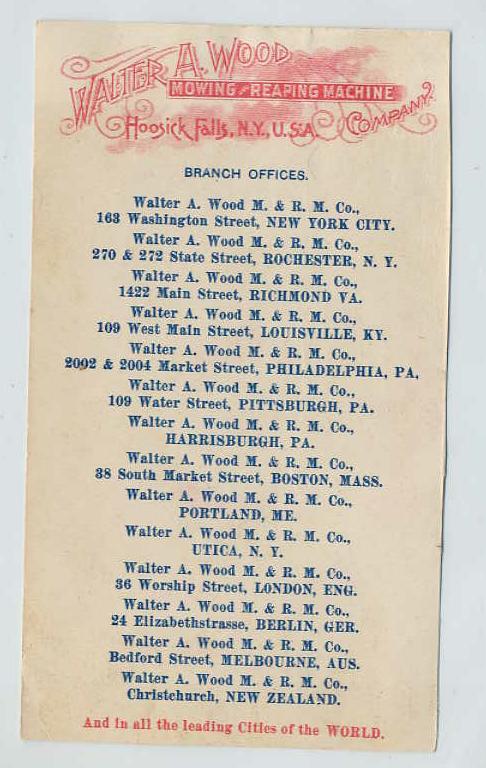 WALTER A. WOOD
MOWING AND REAPING MACHINE
COMPANY.
Hoosick Falls, N.Y., U.S.A.
BRANCH OFFICES.
Walter A. Wood M. & R. M. Co.,
163 Washington Street, NEW YORK CITY.
Walter A. Wood M. & R. M. Co.,
270 & 272 State Street, ROCHESTER, N. Y.
Walter A. Wood M. & R. M. Co.,
1422 Main Street, RICHMOND VA.
Walter A. Wood M. & R. M. Co.,
109 West Main Street, LOUISVILLE, KY.
Walter A. Wood M. & R. M. Co.,
2002 & 2004 Market Street, PHILADELPHIA, PA.
Walter A. Wood M. & R. M. Co.,
109 Water Street, PITTSBURGH, PA.
Walter A. Wood M. & R. M. Co.,
HARRISBURGH, PA.
Walter A. Wood M. & R. M. Co.,
38 South Market Street, BOSTON, MASS.
Walter A. Wood M. & R. M. Co.,
PORTLAND, ME.
Walter A. Wood M. & R. M. Co.,
UTICA, N. Y.
Walter A. Wood M. & R. M. Co.,
36 Worship Street, LONDON, ENG.
Walter A. Wood M. & R. M. Co.,
24 Elizabethstrasse, BERLIN, GER.
Walter A. Wood M. & R. M. Co.,
Bedford Street, MELBOURNE, AUS.
Walter A. Wood M. & R. M. Co.,
Christchurch, NEW ZEALAND.
And in all the leading Cities of the WORLD.